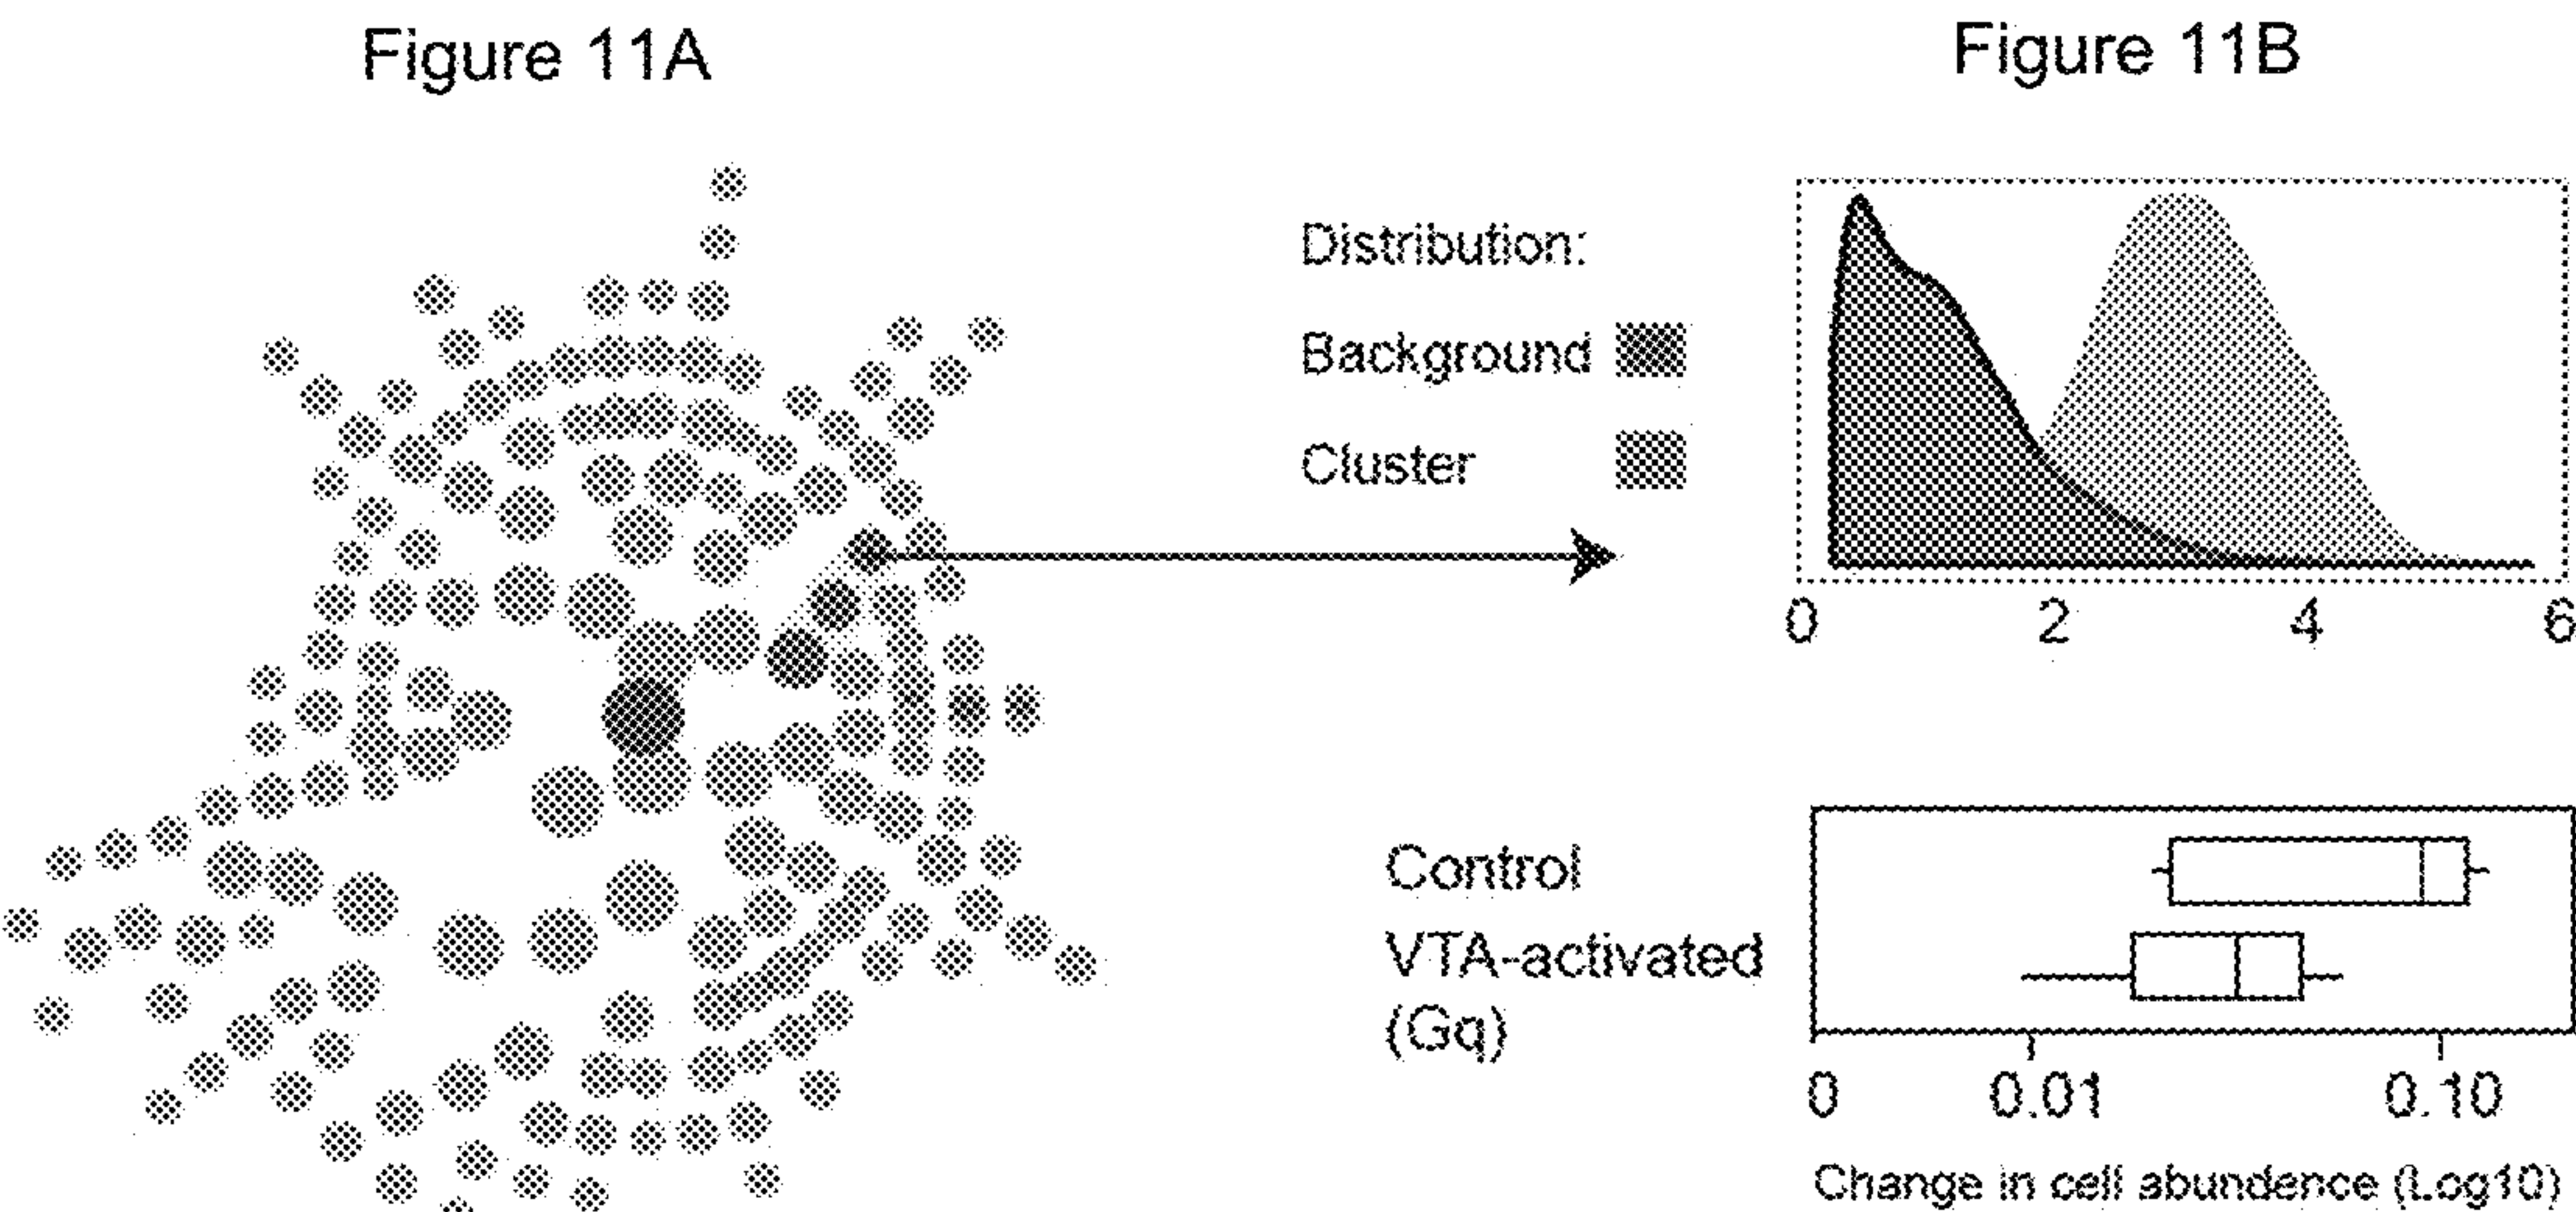 Figure 11A
Figure 11B
Distribution:
Background
Cluster
0 2 4 6
Control
VTA-activated
(Gq)
0 0.01 0.10
Change in cell abundence (Log10)